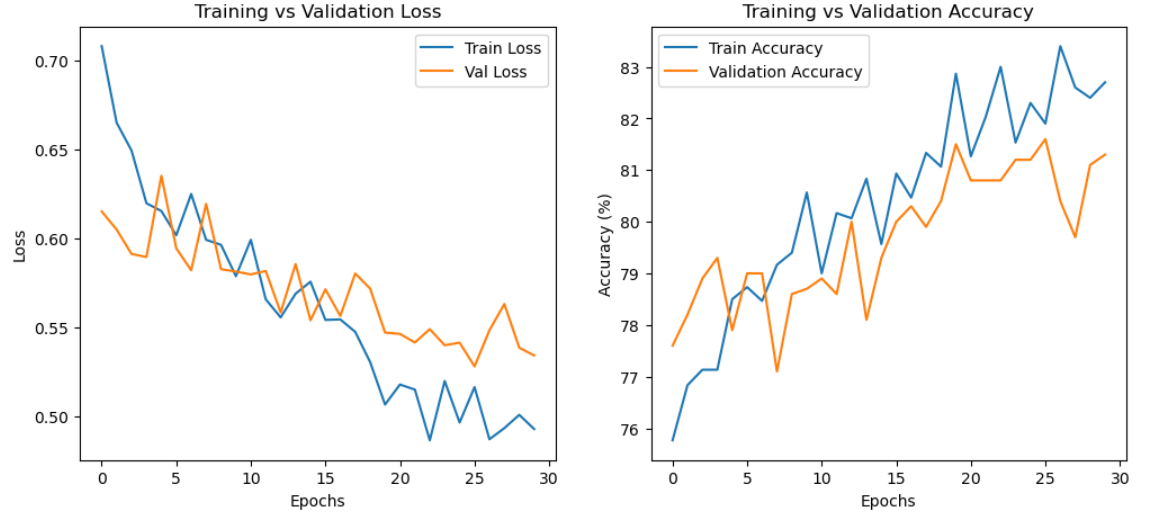 Training vs Validation Loss
Train Loss
Val Loss
Loss
0.70
0.65
0.60
0.55
0.50
0 5 10 15 20 25 30
Epochs
Training vs Validation Accuracy
Train Accuracy
Validation Accuracy
Accuracy (%)
83
82
81
80
79
78
77
76
0 5 10 15 20 25 30
Epochs